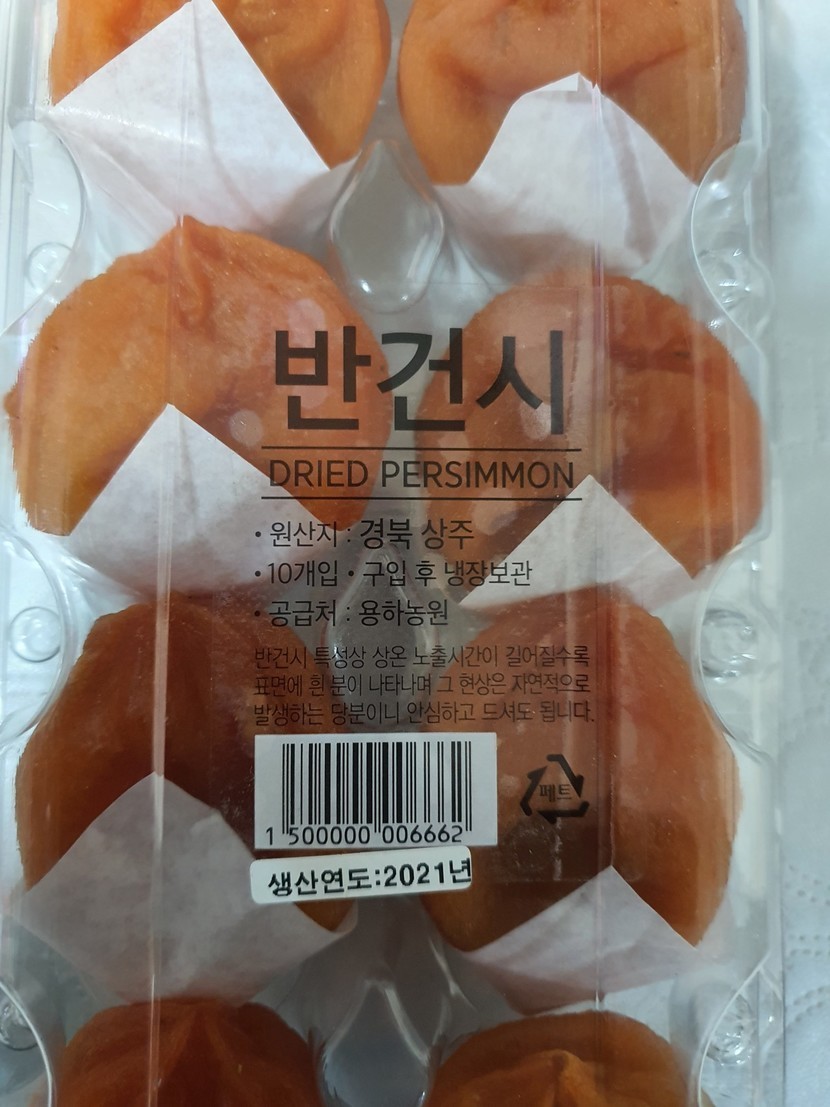 반건시
DRIED PERSIMMON
• 원산지 : 경북 상주
• 10개입 • 구입 후 냉장보관
• 공급처 : 용하농원
반건시 특성상 상온 노출시간이 길어질수록
표면에 흰 분이 나타나며 그 현상은 자연적으로
발생하는 당분이니 안심하고 드셔도 됩니다.
페트
1 500000 006662
생산연도:2021년